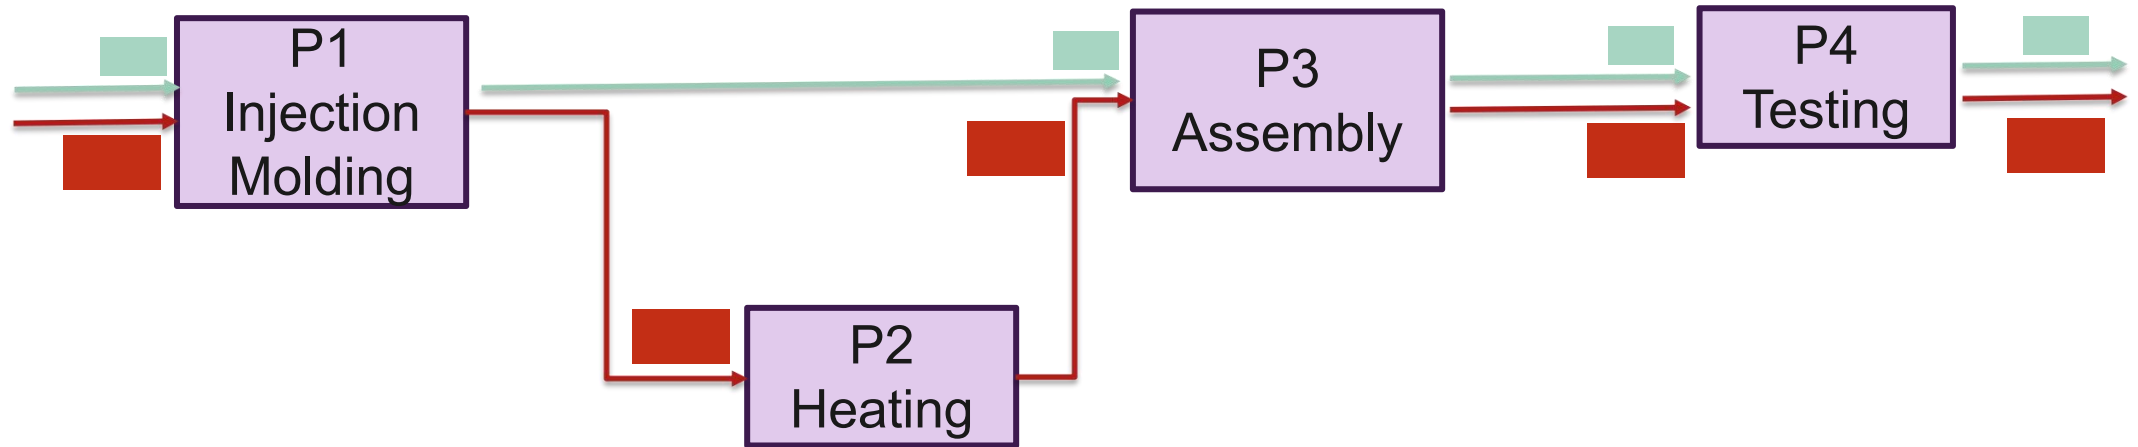 P1
Injection
Molding
P3
Assembly
P4
Testing
P2
Heating